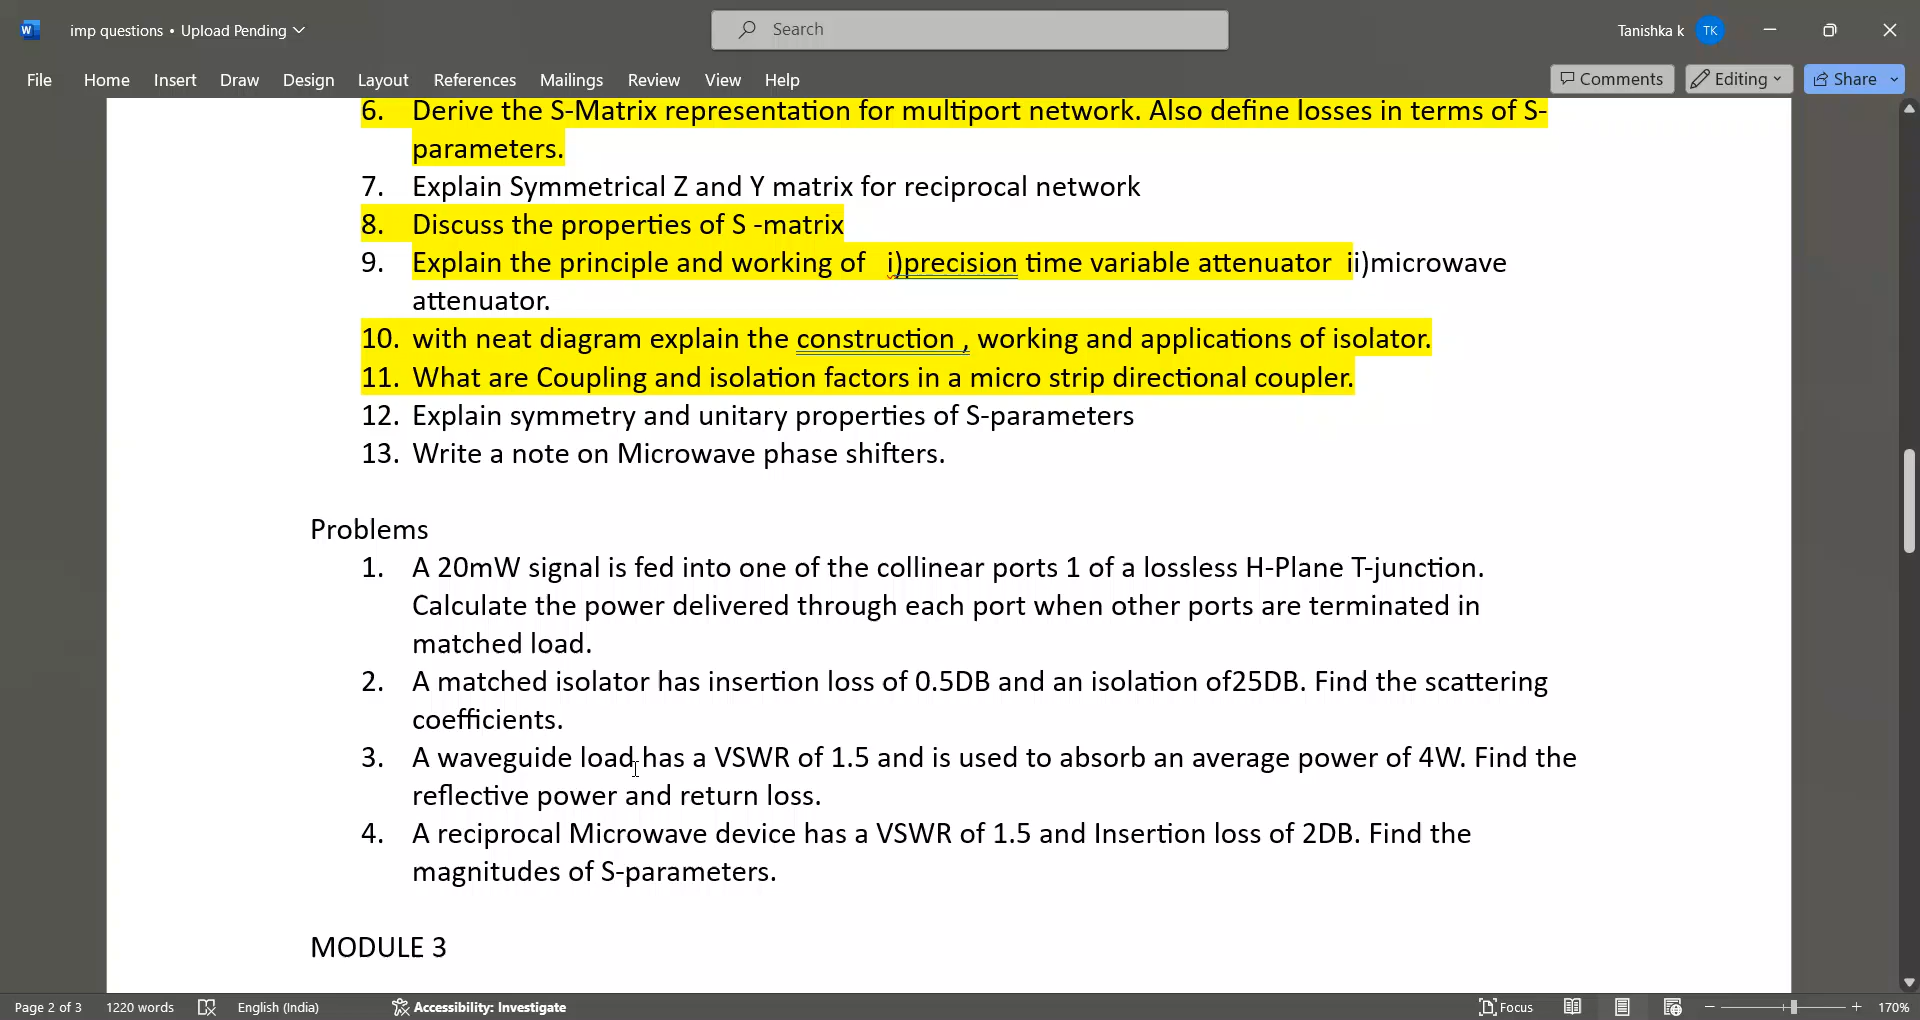 imp questions • Upload Pending
Search
Tanishka k TK
File Home Insert Draw Design Layout References Mailings Review View Help
Comments Editing Share
6. Derive the S-Matrix representation for multiport network. Also define losses in terms of S-
parameters.
7. Explain Symmetrical Z and Y matrix for reciprocal network
8. Discuss the properties of S -matrix
9. Explain the principle and working of i)precision time variable attenuator ii)microwave
attenuator.
10. with neat diagram explain the construction , working and applications of isolator.
11. What are Coupling and isolation factors in a micro strip directional coupler.
12. Explain symmetry and unitary properties of S-parameters
13. Write a note on Microwave phase shifters.
Problems
1. A 20mW signal is fed into one of the collinear ports 1 of a lossless H-Plane T-junction.
Calculate the power delivered through each port when other ports are terminated in
matched load.
2. A matched isolator has insertion loss of 0.5DB and an isolation of25DB. Find the scattering
coefficients.
3. A waveguide load has a VSWR of 1.5 and is used to absorb an average power of 4W. Find the
reflective power and return loss.
4. A reciprocal Microwave device has a VSWR of 1.5 and Insertion loss of 2DB. Find the
magnitudes of S-parameters.
MODULE 3
Page 2 of 3 1220 words English (India) Accessibility: Investigate Focus 170%